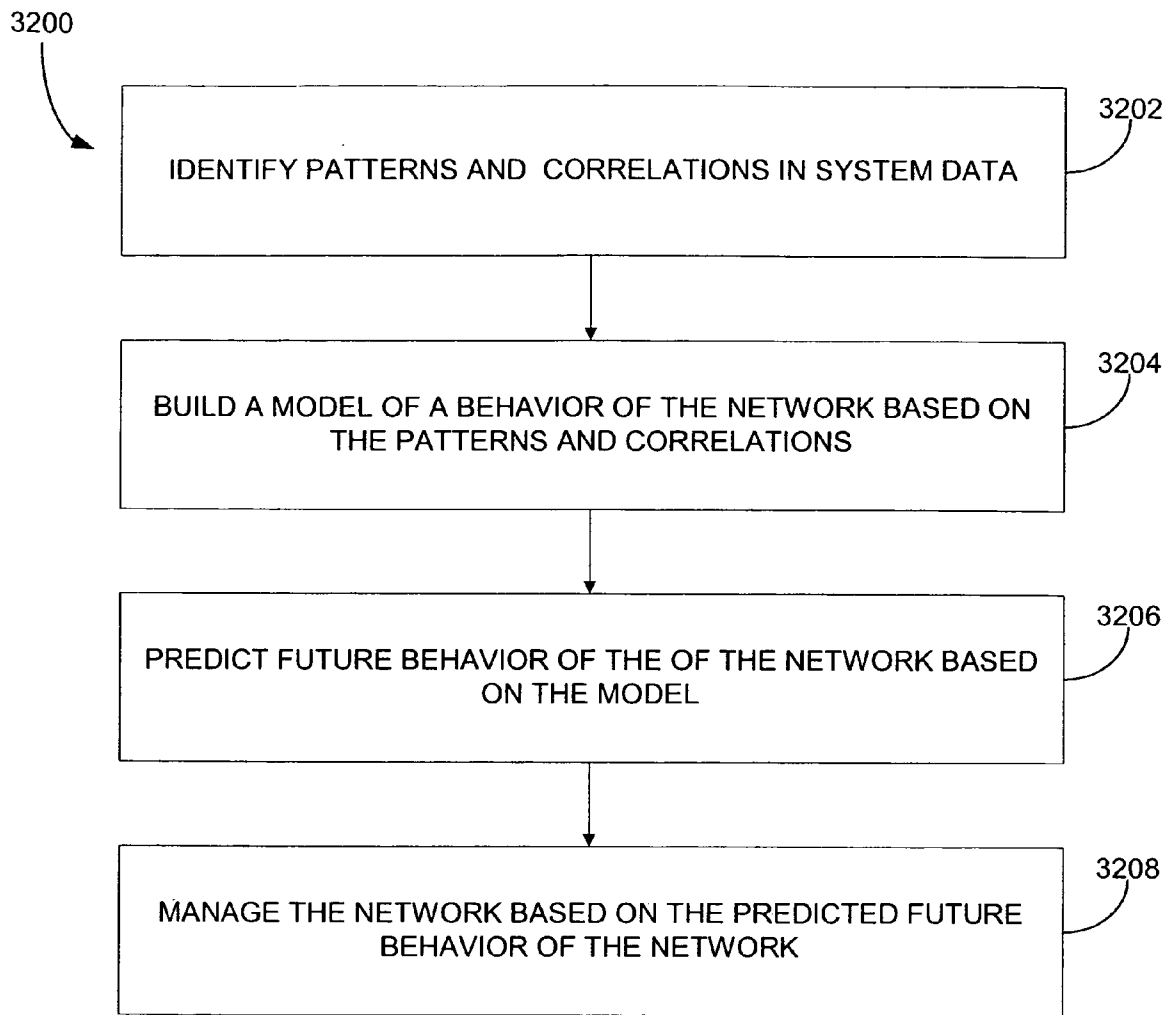 3200
3202
IDENTIFY PATTERNS AND CORRELATIONS IN SYSTEM DATA
3204
BUILD A MODEL OF A BEHAVIOR OF THE NETWORK BASED ON
THE PATTERNS AND CORRELATIONS
3206
PREDICT FUTURE BEHAVIOR OF THE OF THE NETWORK BASED
ON THE MODEL
3208
MANAGE THE NETWORK BASED ON THE PREDICTED FUTURE
BEHAVIOR OF THE NETWORK